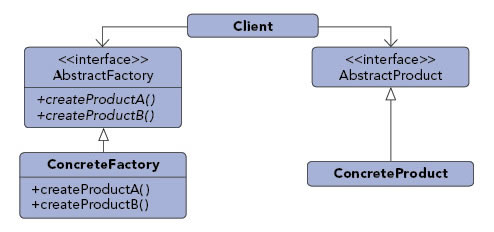 Client
<<interface>>
AbstractFactory
+createProductA()
+createProductB()
<<interface>>
AbstractProduct
ConcreteFactory
+createProductA()
+createProductB()
ConcreteProduct